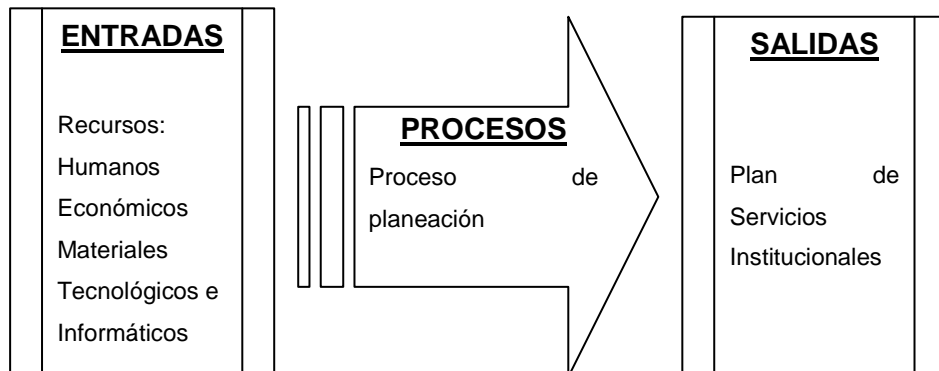 ENTRADAS
Recursos:
Humanos
Económicos
Materiales
Tecnológicos e
Informáticos
PROCESOS
Proceso de
planeación
SALIDAS
Plan de
Servicios
Institucionales